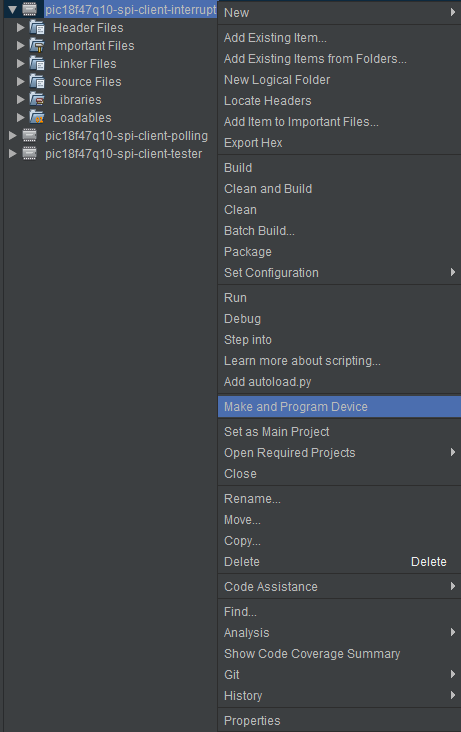 pic18f47q10-spi-client-interrupt
Header Files
Important Files
Linker Files
Source Files
Libraries
Loadables
pic18f47q10-spi-client-polling
pic18f47q10-spi-client-tester
New
Add Existing Item...
Add Existing Items from Folders...
New Logical Folder
Locate Headers
Add Item to Important Files...
Export Hex
Build
Clean and Build
Clean
Batch Build...
Package
Set Configuration
Run
Debug
Step into
Learn more about scripting...
Add autoload.py
Make and Program Device
Set as Main Project
Open Required Projects
Close
Rename...
Move...
Copy...
Delete Delete
Code Assistance
Find...
Analysis
Show Code Coverage Summary
Git
History
Properties